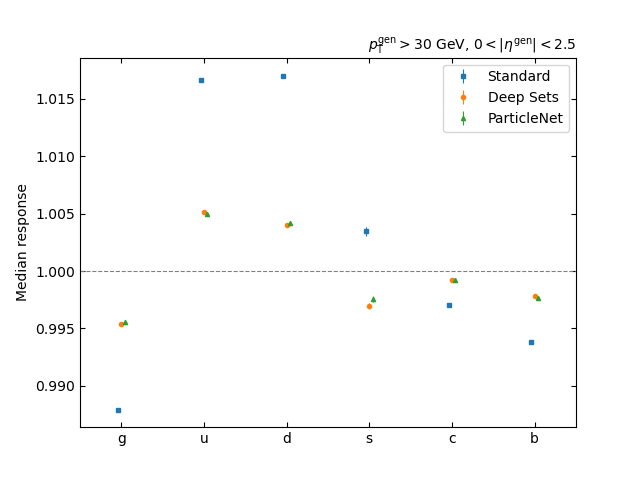 p_T^gen > 30 GeV, 0 < |η^gen| < 2.5
Standard
Deep Sets
ParticleNet
Median response
1.015
1.010
1.005
1.000
0.995
0.990
g u d s c b